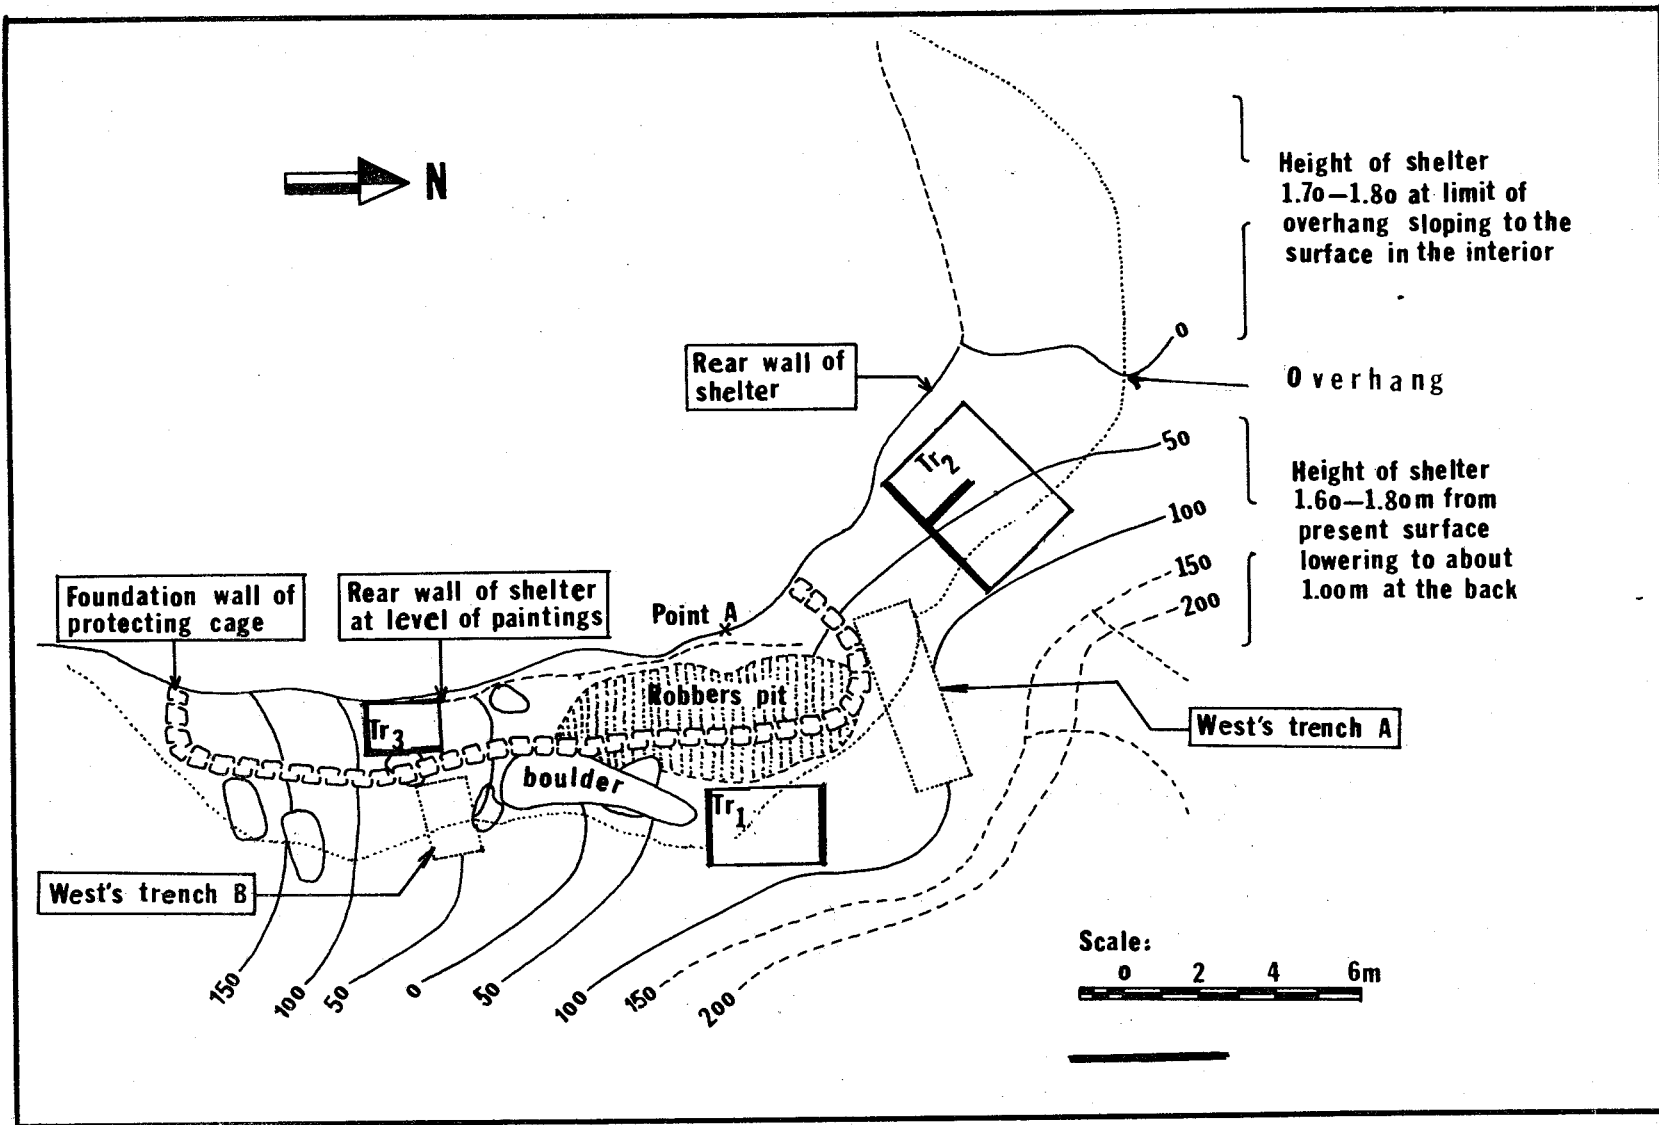 N
Height of shelter
1.7o–1.8o at limit of
overhang sloping to the
surface in the interior
0
Rear wall of
shelter
Overhang
Tr2
50
Height of shelter
1.6o–1.8om from
present surface
lowering to about
1.oom at the back
100
150
200
Foundation wall of
protecting cage
Rear wall of shelter
at level of paintings
Point A
Robbers pit
Tr3
West's trench A
boulder
Tr1
West's trench B
150
100
50
0
50
100
150
200
Scale:
0 2 4 6m